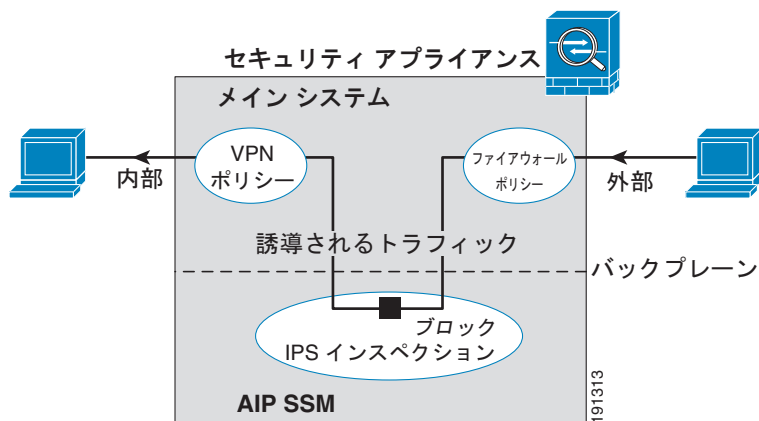 セキュリティ アプライアンス
メイン システム
VPN
ポリシー
ファイアウォール
ポリシー
内部
外部
誘導されるトラフィック
バックプレーン
ブロック
IPS インスペクション
AIP SSM
191313